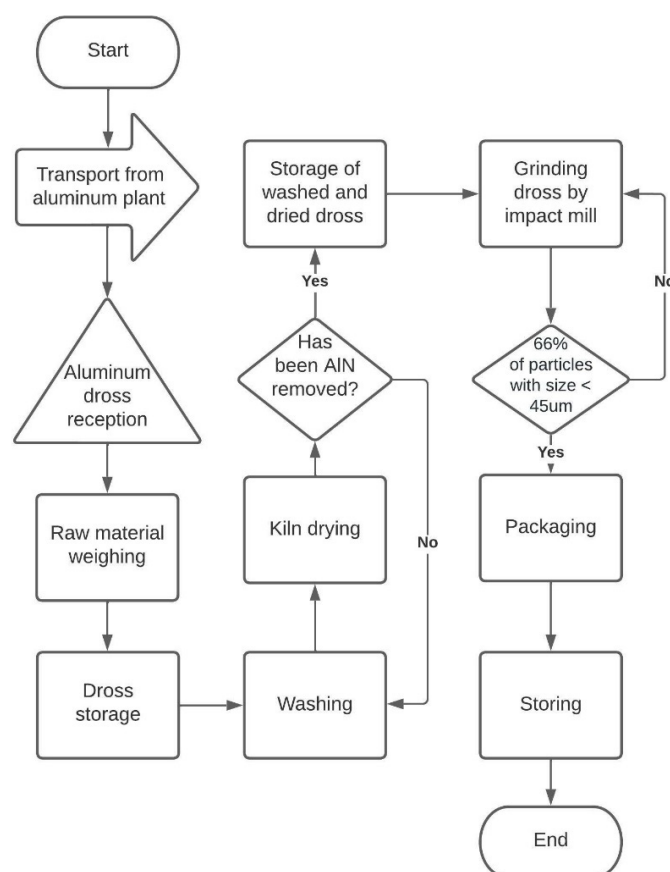 Start
Transport from
aluminum plant
Aluminum
dross
reception
Raw material
weighing
Dross
storage
Washing
Kiln drying
Has
been AlN
removed?
Yes
No
Storage of
washed and
dried dross
Grinding
dross by
impact mill
66%
of particles
with size <
45um
No
Yes
Packaging
Storing
End